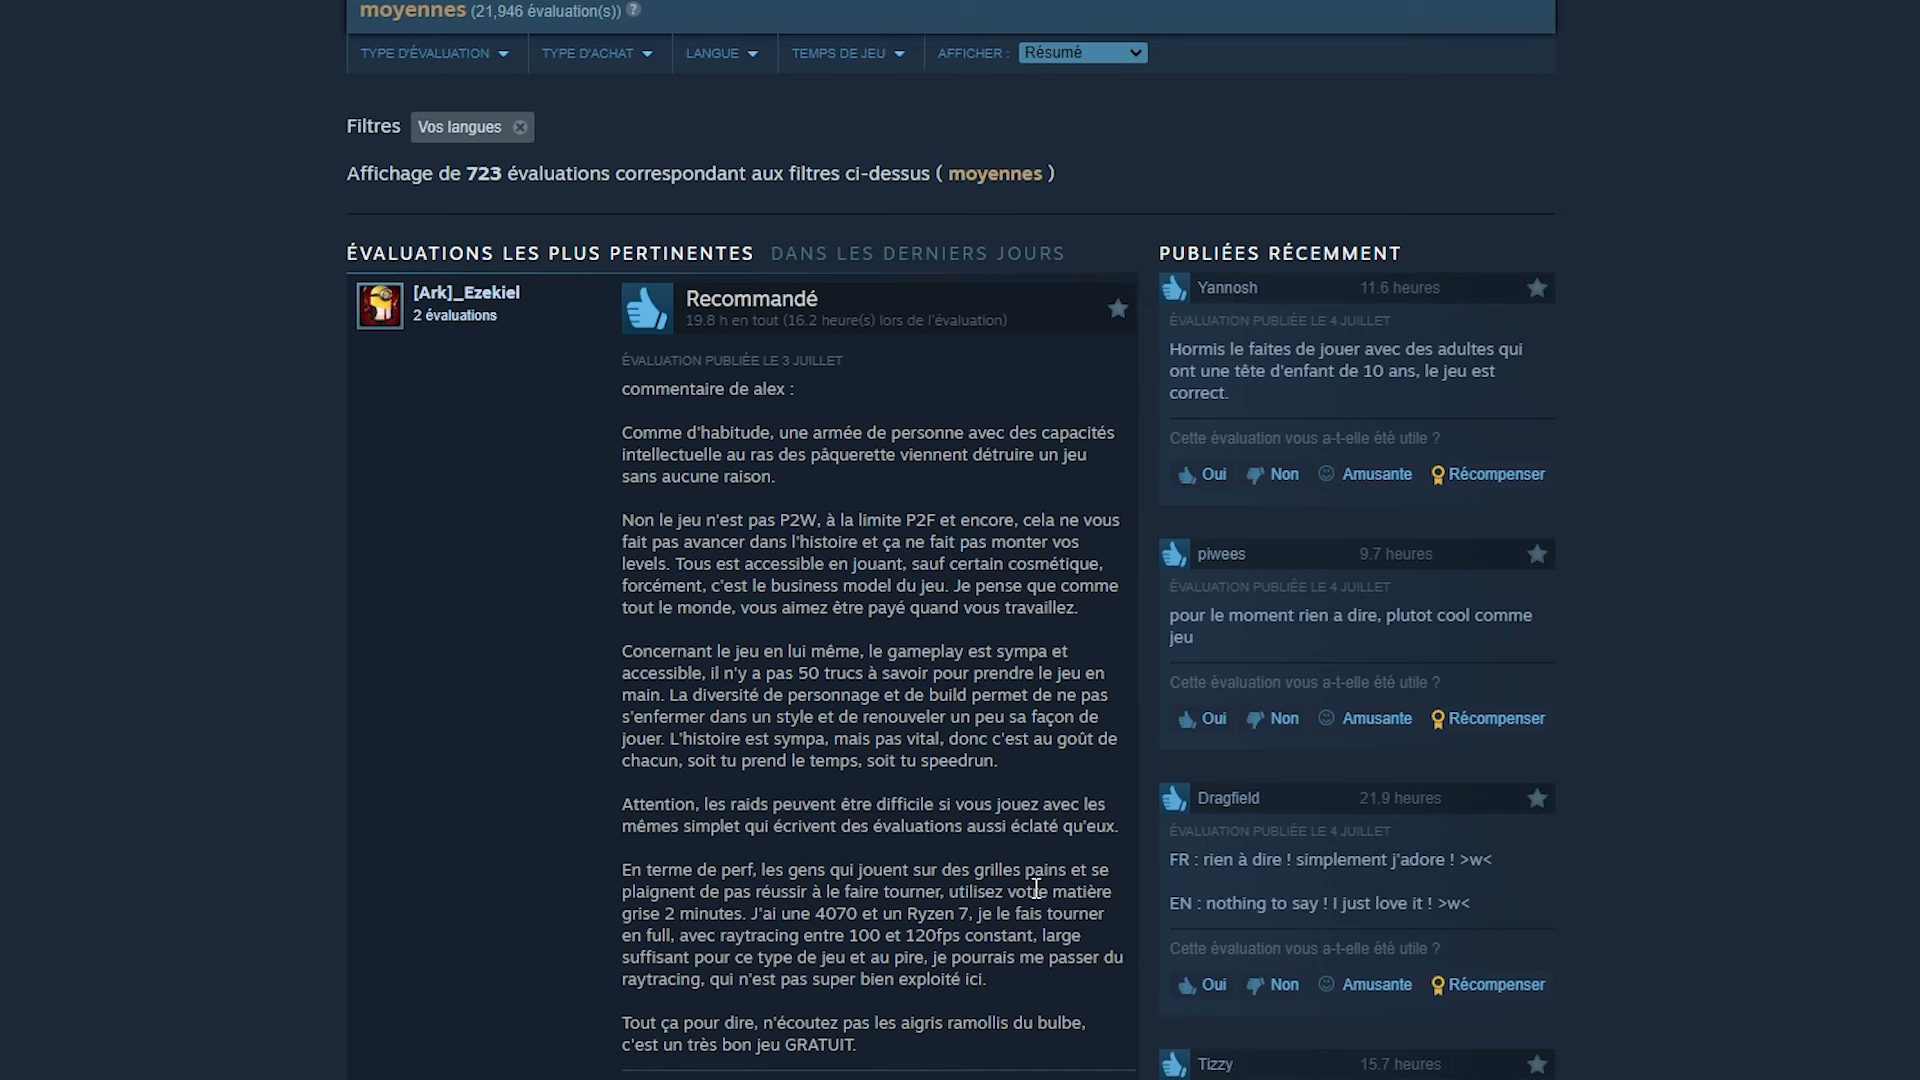 moyennes (21,946 évaluation(s)) ?
TYPE D'ÉVALUATION TYPE D'ACHAT LANGUE TEMPS DE JEU AFFICHER : Résumé
Filtres Vos langues
Affichage de 723 évaluations correspondant aux filtres ci-dessus ( moyennes )
ÉVALUATIONS LES PLUS PERTINENTES DANS LES DERNIERS JOURS
[Ark]_Ezekiel
2 évaluations
Recommandé
19.8 h en tout (16.2 heure(s) lors de l'évaluation)
ÉVALUATION PUBLIÉE LE 3 JUILLET
commentaire de alex :
Comme d'habitude, une armée de personne avec des capacités
intellectuelle au ras des pâquerette viennent détruire un jeu
sans aucune raison.
Non le jeu n'est pas P2W, à la limite P2F et encore, cela ne vous
fait pas avancer dans l'histoire et ça ne fait pas monter vos
levels. Tous est accessible en jouant, sauf certain cosmétique,
forcément, c'est le business model du jeu. Je pense que comme
tout le monde, vous aimez être payé quand vous travaillez.
Concernant le jeu en lui même, le gameplay est sympa et
accessible, il n'y a pas 50 trucs à savoir pour prendre le jeu en
main. La diversité de personnage et de build permet de ne pas
s'enfermer dans un style et de renouveler un peu sa façon de
jouer. L'histoire est sympa, mais pas vital, donc c'est au goût de
chacun, soit tu prend le temps, soit tu speedrun.
Attention, les raids peuvent être difficile si vous jouez avec les
mêmes simplet qui écrivent des évaluations aussi éclaté qu'eux.
En terme de perf, les gens qui jouent sur des grilles pains et se
plaignent de pas réussir à le faire tourner, utilisez votre matière
grise 2 minutes. J'ai une 4070 et un Ryzen 7, je le fais tourner
en full, avec raytracing entre 100 et 120fps constant, large
suffisant pour ce type de jeu et au pire, je pourrais me passer du
raytracing, qui n'est pas super bien exploité ici.
Tout ça pour dire, n'écoutez pas les aigris ramollis du bulbe,
c'est un très bon jeu GRATUIT.
PUBLIÉES RÉCEMMENT
Yannosh 11.6 heures
ÉVALUATION PUBLIÉE LE 4 JUILLET
Hormis le faites de jouer avec des adultes qui
ont une tête d'enfant de 10 ans, le jeu est
correct.
Cette évaluation vous a-t-elle été utile ?
Oui Non Amusante Récompenser
piwees 9.7 heures
ÉVALUATION PUBLIÉE LE 4 JUILLET
pour le moment rien a dire, plutot cool comme
jeu
Cette évaluation vous a-t-elle été utile ?
Oui Non Amusante Récompenser
Dragfield 21.9 heures
ÉVALUATION PUBLIÉE LE 4 JUILLET
FR : rien à dire ! simplement j'adore ! >w<
EN : nothing to say ! I just love it ! >w<
Cette évaluation vous a-t-elle été utile ?
Oui Non Amusante Récompenser
Tizzy 15.7 heures